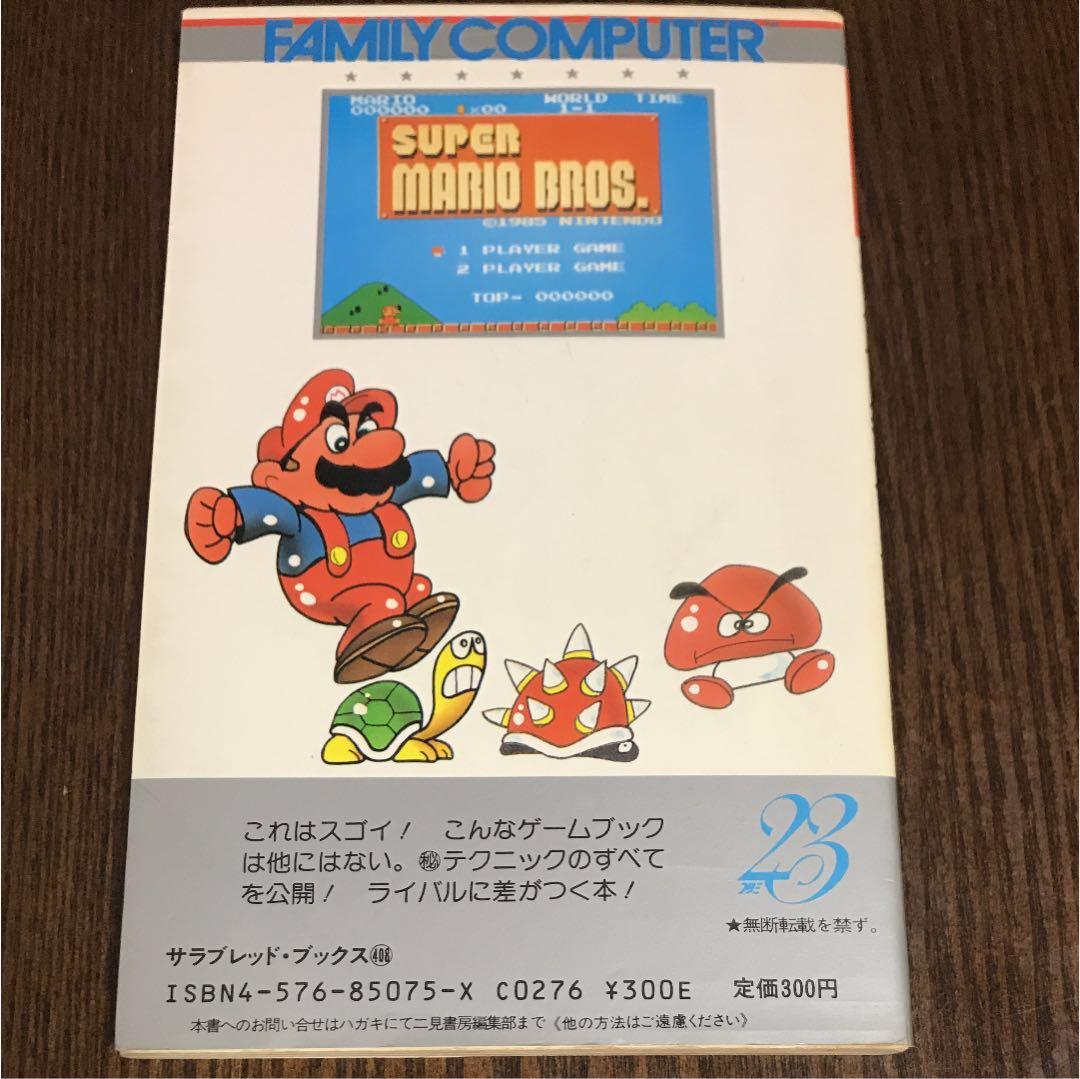 FAMILY COMPUTER
★ ★ ★ ★ ★ ★ ★
MARIO WORLD TIME
000000 ×00 1-1
SUPER
MARIO BROS.
©1985 NINTENDO
1 PLAYER GAME
2 PLAYER GAME
TOP- 000000
M
これはスゴイ! こんなゲームブック
は他にはない。㊙テクニックのすべて
を公開! ライバルに差がつく本!
23
★無断転載を禁ず。
サラブレッド・ブックス408
ISBN4-576-85075-X C0276 ¥300E 定価300円
本書へのお問い合せはハガキにて二見書房編集部まで《他の方法はご遠慮ください》